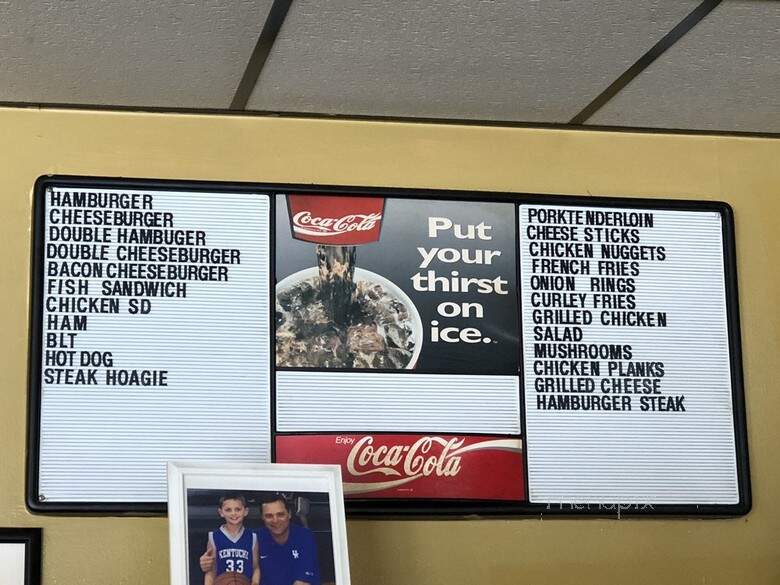 HAMBURGER
CHEESEBURGER
DOUBLE HAMBUGER
DOUBLE CHEESEBURGER
BACON CHEESEBURGER
FISH SANDWICH
CHICKEN SD
HAM
BLT
HOT DOG
STEAK HOAGIE
Coca-Cola
Put
your
thirst
on
ice.
Enjoy
Coca-Cola
PORKTENDERLOIN
CHEESE STICKS
CHICKEN NUGGETS
FRENCH FRIES
ONION RINGS
CURLEY FRIES
GRILLED CHICKEN
SALAD
MUSHROOMS
CHICKEN PLANKS
GRILLED CHEESE
HAMBURGER STEAK
KENTUCKY
33
menupix